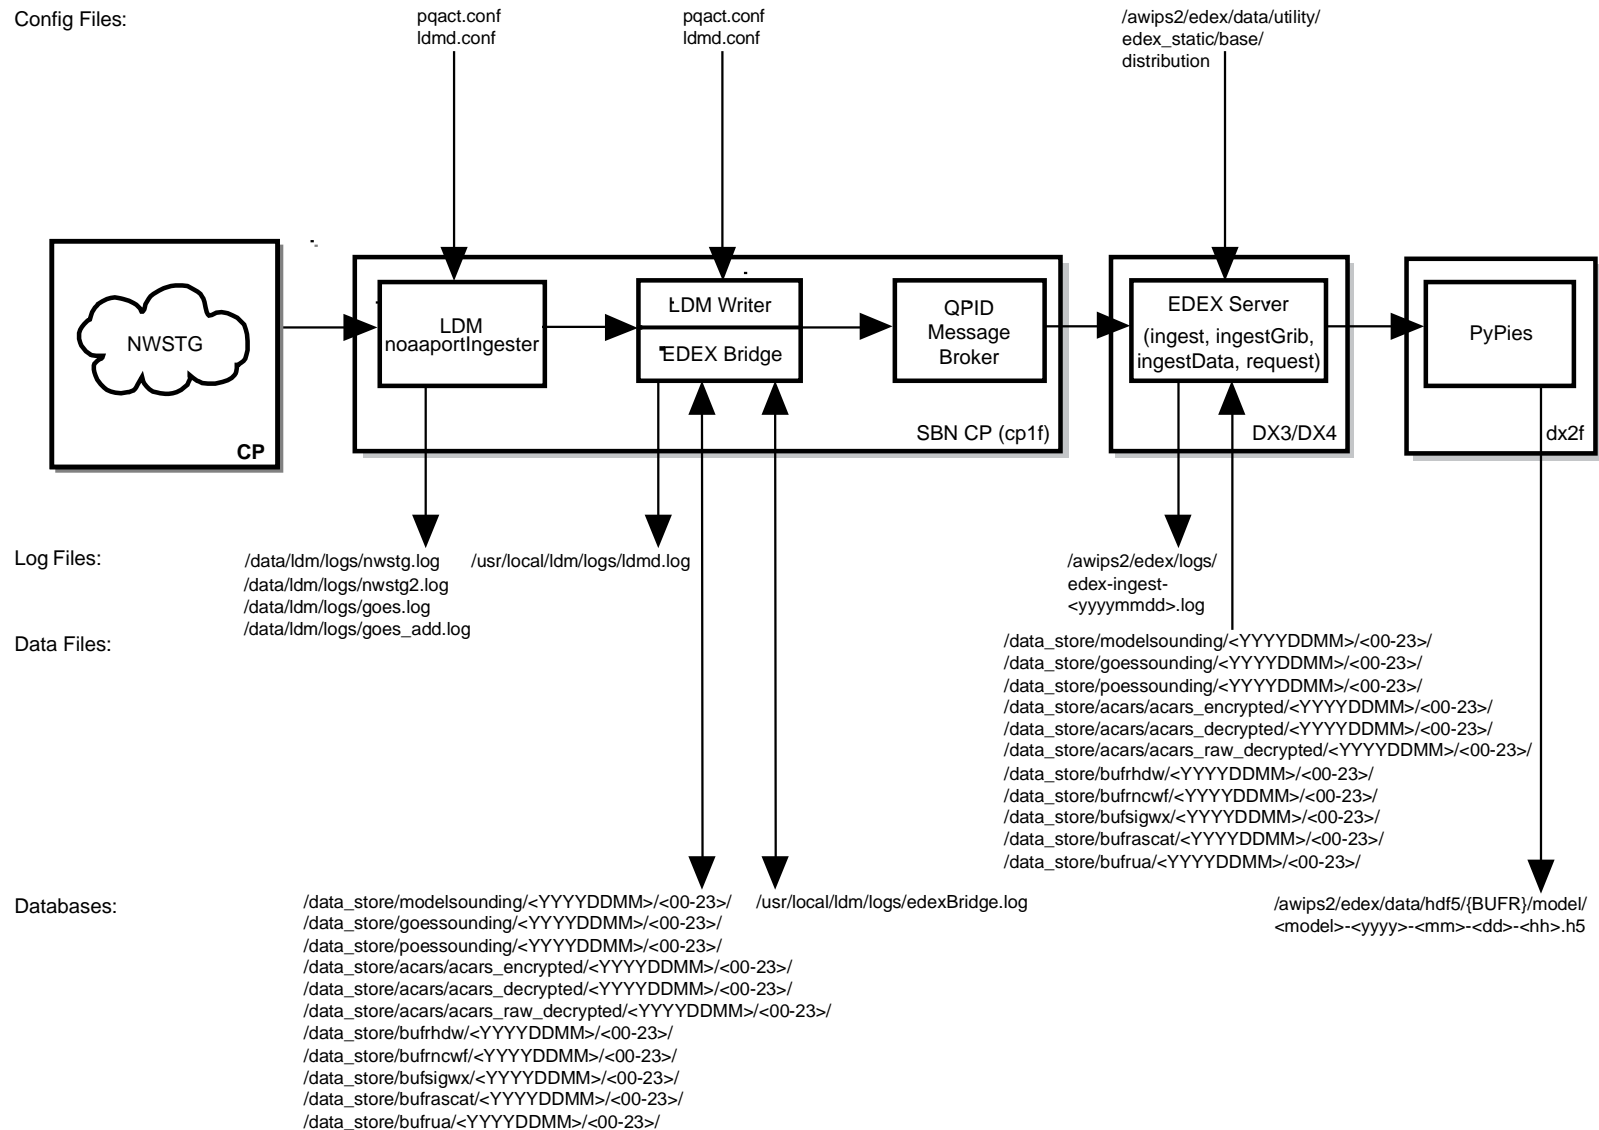 Config Files:
pqact.conf
ldmd.conf
pqact.conf
ldmd.conf
/awips2/edex/data/utility/
edex_static/base/
distribution
NWSTG
CP
LDM
noaaportIngester
LDM Writer
EDEX Bridge
QPID
Message
Broker
SBN CP (cp1f)
EDEX Server
(ingest, ingestGrib,
ingestData, request)
DX3/DX4
PyPies
dx2f
Log Files:
/data/ldm/logs/nwstg.log
/data/ldm/logs/nwstg2.log
/data/ldm/logs/goes.log
/data/ldm/logs/goes_add.log
/usr/local/ldm/logs/ldmd.log
/awips2/edex/logs/
edex-ingest-
<yyyymmdd>.log
Data Files:
/data_store/modelsounding/<YYYYDDMM>/<00-23>/
/data_store/goessounding/<YYYYDDMM>/<00-23>/
/data_store/poessounding/<YYYYDDMM>/<00-23>/
/data_store/acars/acars_encrypted/<YYYYDDMM>/<00-23>/
/data_store/acars/acars_decrypted/<YYYYDDMM>/<00-23>/
/data_store/acars/acars_raw_decrypted/<YYYYDDMM>/<00-23>/
/data_store/bufrhdw/<YYYYDDMM>/<00-23>/
/data_store/bufrncwf/<YYYYDDMM>/<00-23>/
/data_store/bufsigwx/<YYYYDDMM>/<00-23>/
/data_store/bufrascat/<YYYYDDMM>/<00-23>/
/data_store/bufrua/<YYYYDDMM>/<00-23>/
Databases:
/data_store/modelsounding/<YYYYDDMM>/<00-23>/
/data_store/goessounding/<YYYYDDMM>/<00-23>/
/data_store/poessounding/<YYYYDDMM>/<00-23>/
/data_store/acars/acars_encrypted/<YYYYDDMM>/<00-23>/
/data_store/acars/acars_decrypted/<YYYYDDMM>/<00-23>/
/data_store/acars/acars_raw_decrypted/<YYYYDDMM>/<00-23>/
/data_store/bufrhdw/<YYYYDDMM>/<00-23>/
/data_store/bufrncwf/<YYYYDDMM>/<00-23>/
/data_store/bufsigwx/<YYYYDDMM>/<00-23>/
/data_store/bufrascat/<YYYYDDMM>/<00-23>/
/data_store/bufrua/<YYYYDDMM>/<00-23>/
/usr/local/ldm/logs/edexBridge.log
/awips2/edex/data/hdf5/{BUFR}/model/
<model>-<yyyy>-<mm>-<dd>-<hh>.h5